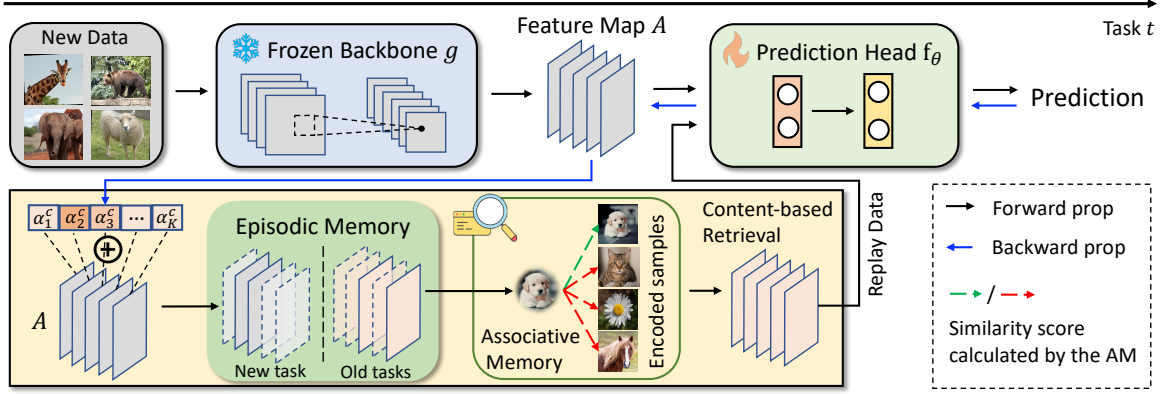 Task t
New Data
Frozen Backbone g
Feature Map A
Prediction Head f_θ
Prediction
α_1^c α_2^c α_3^c ... α_K^c
A
Episodic Memory
New task
Old tasks
Associative
Memory
Encoded samples
Content-based
Retrieval
Replay Data
Forward prop
Backward prop
/
Similarity score
calculated by the AM